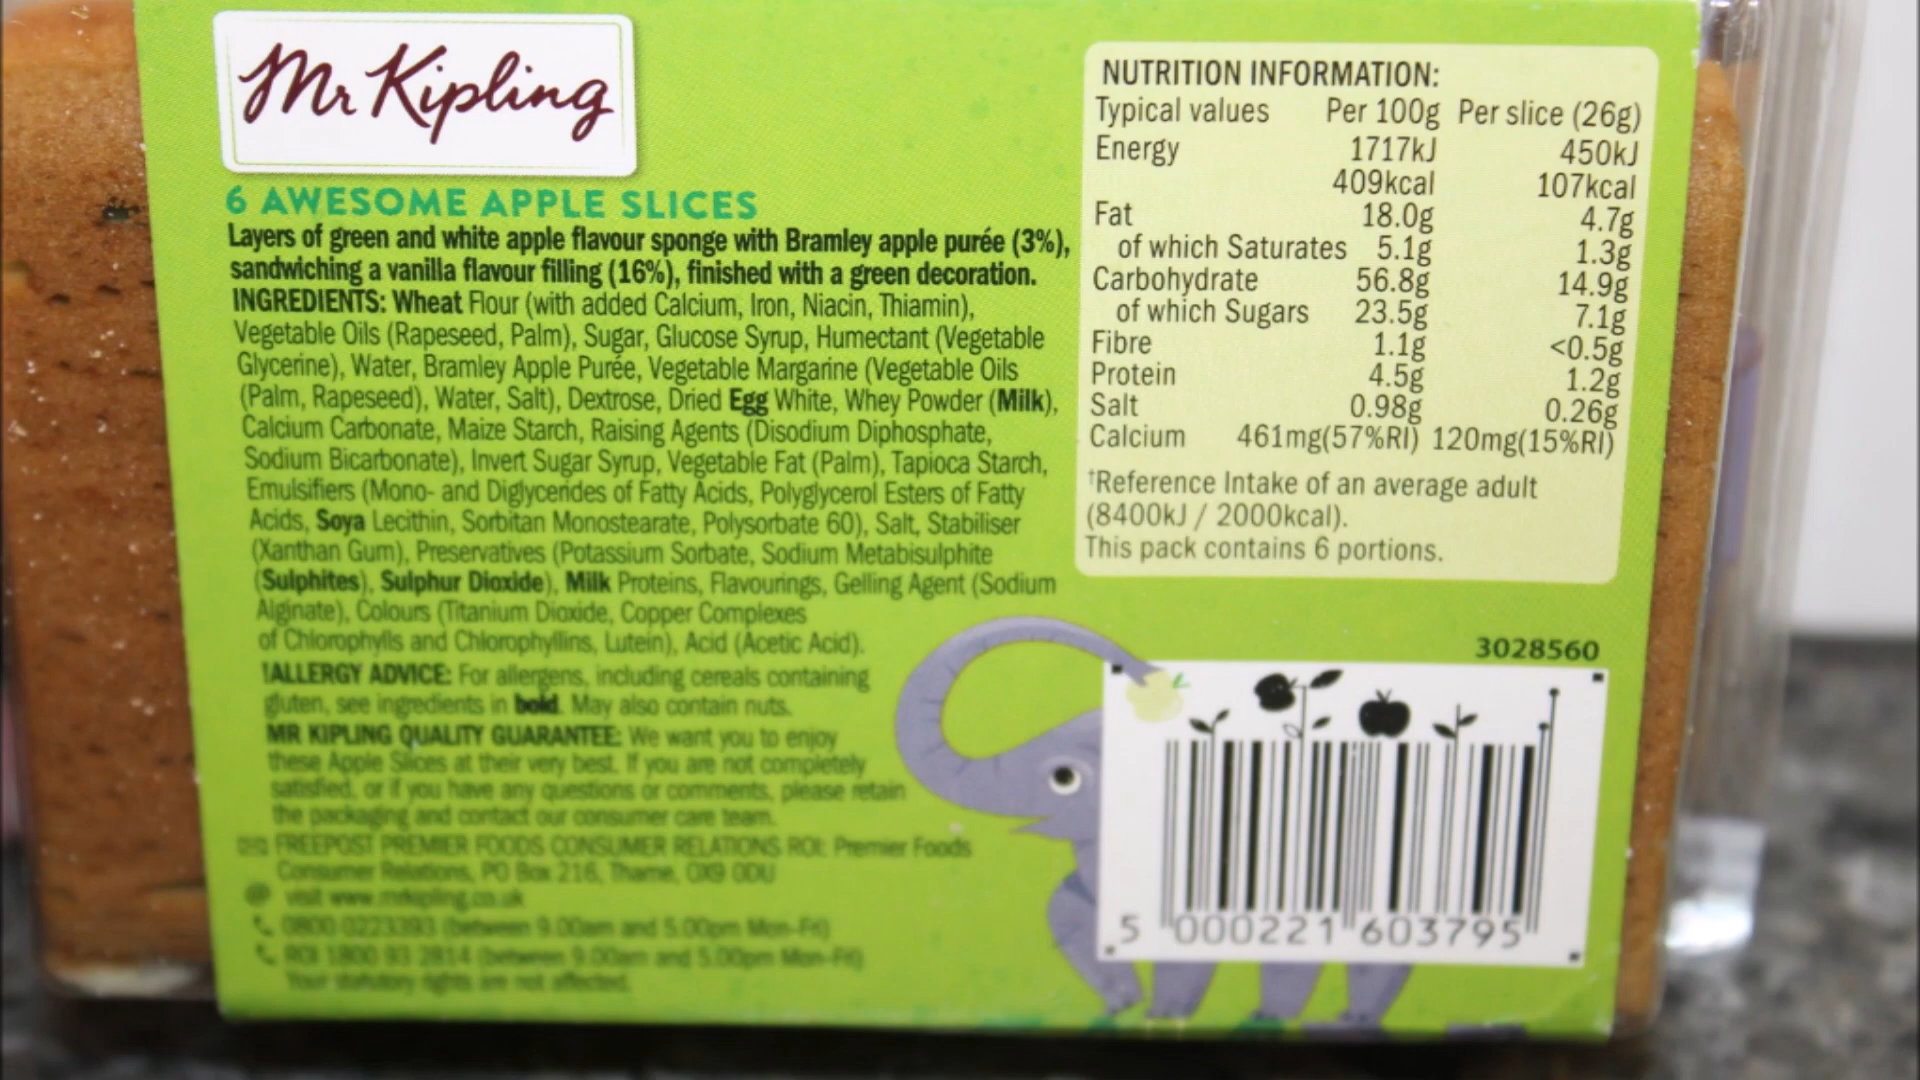 Mr Kipling
6 AWESOME APPLE SLICES
Layers of green and white apple flavour sponge with Bramley apple purée (3%),
sandwiching a vanilla flavour filling (16%), finished with a green decoration.
INGREDIENTS: Wheat Flour (with added Calcium, Iron, Niacin, Thiamin),
Vegetable Oils (Rapeseed, Palm), Sugar, Glucose Syrup, Humectant (Vegetable
Glycerine), Water, Bramley Apple Purée, Vegetable Margarine (Vegetable Oils
(Palm, Rapeseed), Water, Salt), Dextrose, Dried Egg White, Whey Powder (Milk),
Calcium Carbonate, Maize Starch, Raising Agents (Disodium Diphosphate,
Sodium Bicarbonate), Invert Sugar Syrup, Vegetable Fat (Palm), Tapioca Starch,
Emulsifiers (Mono- and Diglycerides of Fatty Acids, Polyglycerol Esters of Fatty
Acids, Soya Lecithin, Sorbitan Monostearate, Polysorbate 60), Salt, Stabiliser
(Xanthan Gum), Preservatives (Potassium Sorbate, Sodium Metabisulphite
(Sulphites), Sulphur Dioxide), Milk Proteins, Flavourings, Gelling Agent (Sodium
Alginate), Colours (Titanium Dioxide, Copper Complexes
of Chlorophylls and Chlorophyllins, Lutein), Acid (Acetic Acid).
!ALLERGY ADVICE: For allergens, including cereals containing
gluten, see ingredients in bold. May also contain nuts.
MR KIPLING QUALITY GUARANTEE: We want you to enjoy
these Apple Slices at their very best. If you are not completely
satisfied, or if you have any questions or comments, please retain
the packaging and contact our consumer care team.
FREEPOST PREMIER FOODS CONSUMER RELATIONS ROI: Premier Foods
Consumer Relations, PO Box 216, Thame, OX9 0DU
visit www.mrkipling.co.uk
0800 0223393 (between 9.00am and 5.00pm Mon-Fri)
ROI 1800 93 2814 (between 9.00am and 5.00pm Mon-Fri)
Your statutory rights are not affected.
NUTRITION INFORMATION:
Typical values Per 100g Per slice (26g)
Energy 1717kJ 450kJ
409kcal 107kcal
Fat 18.0g 4.7g
of which Saturates 5.1g 1.3g
Carbohydrate 56.8g 14.9g
of which Sugars 23.5g 7.1g
Fibre 1.1g <0.5g
Protein 4.5g 1.2g
Salt 0.98g 0.26g
Calcium 461mg(57%RI) 120mg(15%RI)
†Reference Intake of an average adult
(8400kJ / 2000kcal).
This pack contains 6 portions.
3028560
5 000221 603795